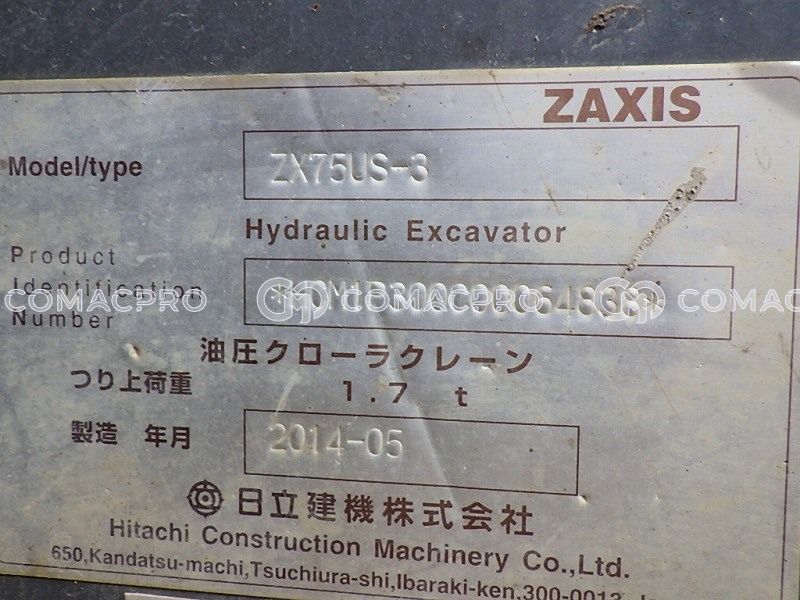 ZAXIS
Model/type
ZX75US-3
Hydraulic Excavator
Product
Identification
Number
COMACPRO COMACPRO COMAC
油圧クローラクレーン
つり上荷重
1.7 t
製造 年月
2014-05
日立建機株式会社
Hitachi Construction Machinery Co.,Ltd.
650,Kandatsu-machi,Tsuchiura-shi,Ibaraki-ken,300-0013